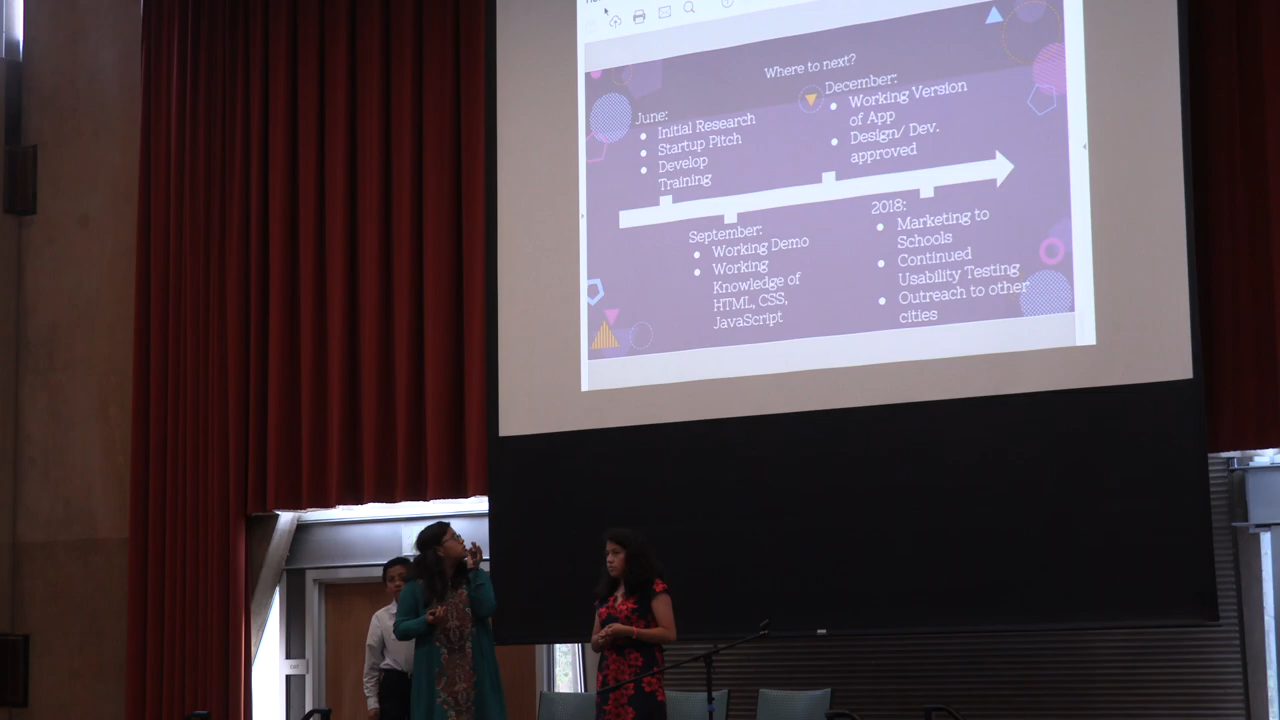 Where to next?
June:
Initial Research
Startup Pitch
Develop
Training
December:
Working Version
of App
Design/ Dev.
approved
September:
Working Demo
Working
Knowledge of
HTML, CSS,
JavaScript
2018:
Marketing to
Schools
Continued
Usability Testing
Outreach to other
cities